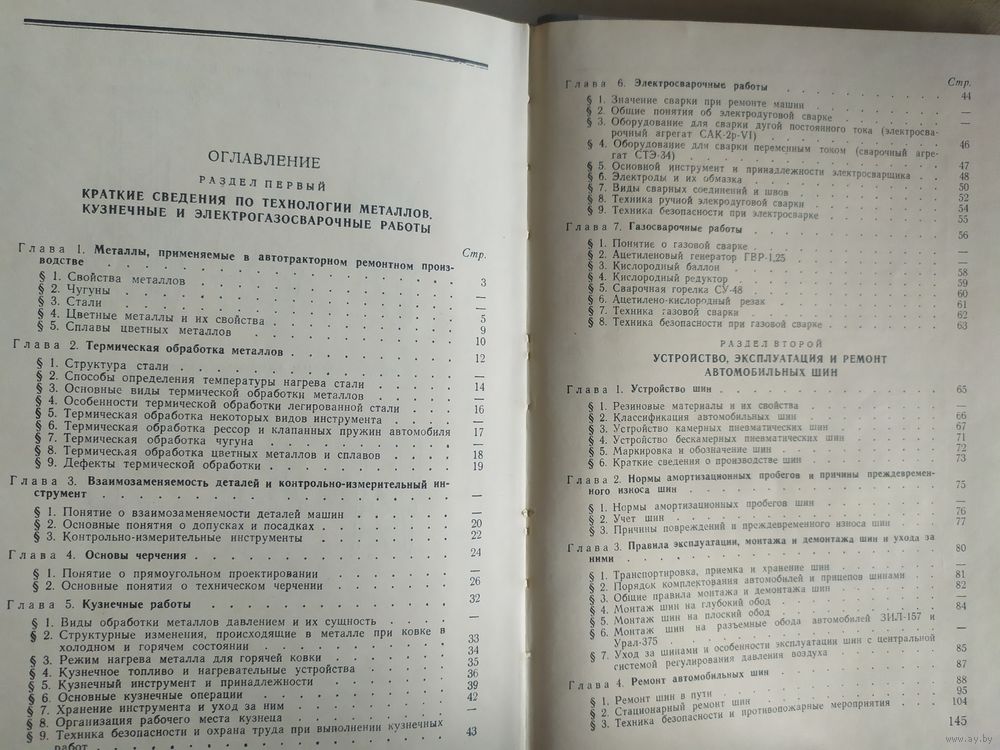 ОГЛАВЛЕНИЕ
РАЗДЕЛ ПЕРВЫЙ
КРАТКИЕ СВЕДЕНИЯ ПО ТЕХНОЛОГИИ МЕТАЛЛОВ.
КУЗНЕЧНЫЕ И ЭЛЕКТРОГАЗОСВАРОЧНЫЕ РАБОТЫ
Стр.
Глава 1. Металлы, применяемые в автотракторном ремонтном произ-
водстве . . . 3
§ 1. Свойства металлов . . . —
§ 2. Чугуны . . . —
§ 3. Стали . . . 5
§ 4. Цветные металлы и их свойства . . . 9
§ 5. Сплавы цветных металлов . . . 10
Глава 2. Термическая обработка металлов . . . 12
§ 1. Структура стали . . . —
§ 2. Способы определения температуры нагрева стали . . . 14
§ 3. Основные виды термической обработки металлов . . . —
§ 4. Особенности термической обработки легированной стали . . . 16
§ 5. Термическая обработка некоторых видов инструмента . . . —
§ 6. Термическая обработка рессор и клапанных пружин автомобиля 17
§ 7. Термическая обработка чугуна . . . —
§ 8. Термическая обработка цветных металлов и сплавов . . . 18
§ 9. Дефекты термической обработки . . . 19
Глава 3. Взаимозаменяемость деталей и контрольно-измерительный ин-
струмент . . . —
§ 1. Понятие о взаимозаменяемости деталей машин . . . —
§ 2. Основные понятия о допусках и посадках . . . 20
§ 3. Контрольно-измерительные инструменты . . . 22
Глава 4. Основы черчения . . . 24
§ 1. Понятие о прямоугольном проектировании . . . —
§ 2. Основные понятия о техническом черчении . . . 26
Глава 5. Кузнечные работы . . . 32
§ 1. Виды обработки металлов давлением и их сущность . . . —
§ 2. Структурные изменения, происходящие в металле при ковке в
холодном и горячем состоянии . . . 33
§ 3. Режим нагрева металла для горячей ковки . . . 34
§ 4. Кузнечное топливо и нагревательные устройства . . . 35
§ 5. Кузнечный инструмент и принадлежности . . . 36
§ 6. Основные кузнечные операции . . . 39
§ 7. Хранение инструмента и уход за ним . . . 42
§ 8. Организация рабочего места кузнеца . . . —
§ 9. Техника безопасности и охрана труда при выполнении кузнечных
работ . . . 43
Стр.
Глава 6. Электросварочные работы . . . 44
§ 1. Значение сварки при ремонте машин . . . —
§ 2. Общие понятия об электродуговой сварке . . . —
§ 3. Оборудование для сварки дугой постоянного тока (электросва-
рочный агрегат САК-2р-VI) . . . 46
§ 4. Оборудование для сварки переменным током (сварочный агре-
гат СТЭ-34) . . . 47
§ 5. Основной инструмент и принадлежности электросварщика . . . 48
§ 6. Электроды и их обмазка . . . 50
§ 7. Виды сварных соединений и швов . . . 52
§ 8. Техника ручной элекродуговой сварки . . . 54
§ 9. Техника безопасности при электросварке . . . 55
Глава 7. Газосварочные работы . . . 56
§ 1. Понятие о газовой сварке . . . —
§ 2. Ацетиленовый генератор ГВР-1,25 . . . —
§ 3. Кислородный баллон . . . 58
§ 4. Кислородный редуктор . . . 59
§ 5. Сварочная горелка СУ-48 . . . 60
§ 6. Ацетилено-кислородный резак . . . 61
§ 7. Техника газовой сварки . . . 62
§ 8. Техника безопасности при газовой сварке . . . 63
РАЗДЕЛ ВТОРОЙ
УСТРОЙСТВО, ЭКСПЛУАТАЦИЯ И РЕМОНТ
АВТОМОБИЛЬНЫХ ШИН
Глава 1. Устройство шин . . . 65
§ 1. Резиновые материалы и их свойства . . . —
§ 2. Классификация автомобильных шин . . . 66
§ 3. Устройство камерных пневматических шин . . . 67
§ 4. Устройство бескамерных пневматических шин . . . 71
§ 5. Маркировка и обозначение шин . . . 72
§ 6. Краткие сведения о производстве шин . . . 73
Глава 2. Нормы амортизационных пробегов и причины преждевремен-
ного износа шин . . . 75
§ 1. Нормы амортизационных пробегов шин . . . —
§ 2. Учет шин . . . 76
§ 3. Причины повреждений и преждевременного износа шин . . . 77
Глава 3. Правила эксплуатации, монтажа и демонтажа шин и ухода за
ними . . . 80
§ 1. Транспортировка, приемка и хранение шин . . . —
§ 2. Порядок комплектования автомобилей и прицепов шинами . . . 81
§ 3. Общие правила монтажа и демонтажа шин . . . 82
§ 4. Монтаж шин на глубокий обод . . . —
§ 5. Монтаж шин на плоский обод . . . 84
§ 6. Монтаж шин на разъемные обода автомобилей ЗИЛ-157 и
Урал-375 . . . —
§ 7. Уход за шинами и особенности эксплуатации шин с центральной
системой регулирования давления воздуха . . . 85
Глава 4. Ремонт автомобильных шин . . . 87
§ 1. Ремонт шин в пути . . . 88
§ 2. Стационарный ремонт шин . . . 95
§ 3. Техника безопасности и противопожарные мероприятия . . . 104
145
www.ay.by